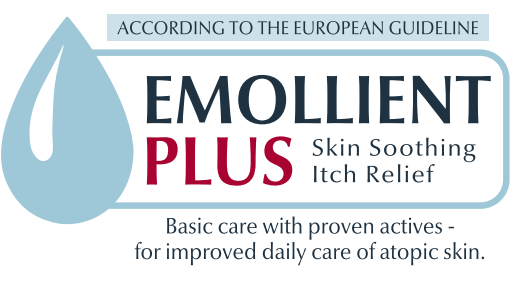 ACCORDING TO THE EUROPEAN GUIDELINE
EMOLLIENT
PLUS Skin Soothing
Itch Relief
Basic care with proven actives -
for improved daily care of atopic skin.